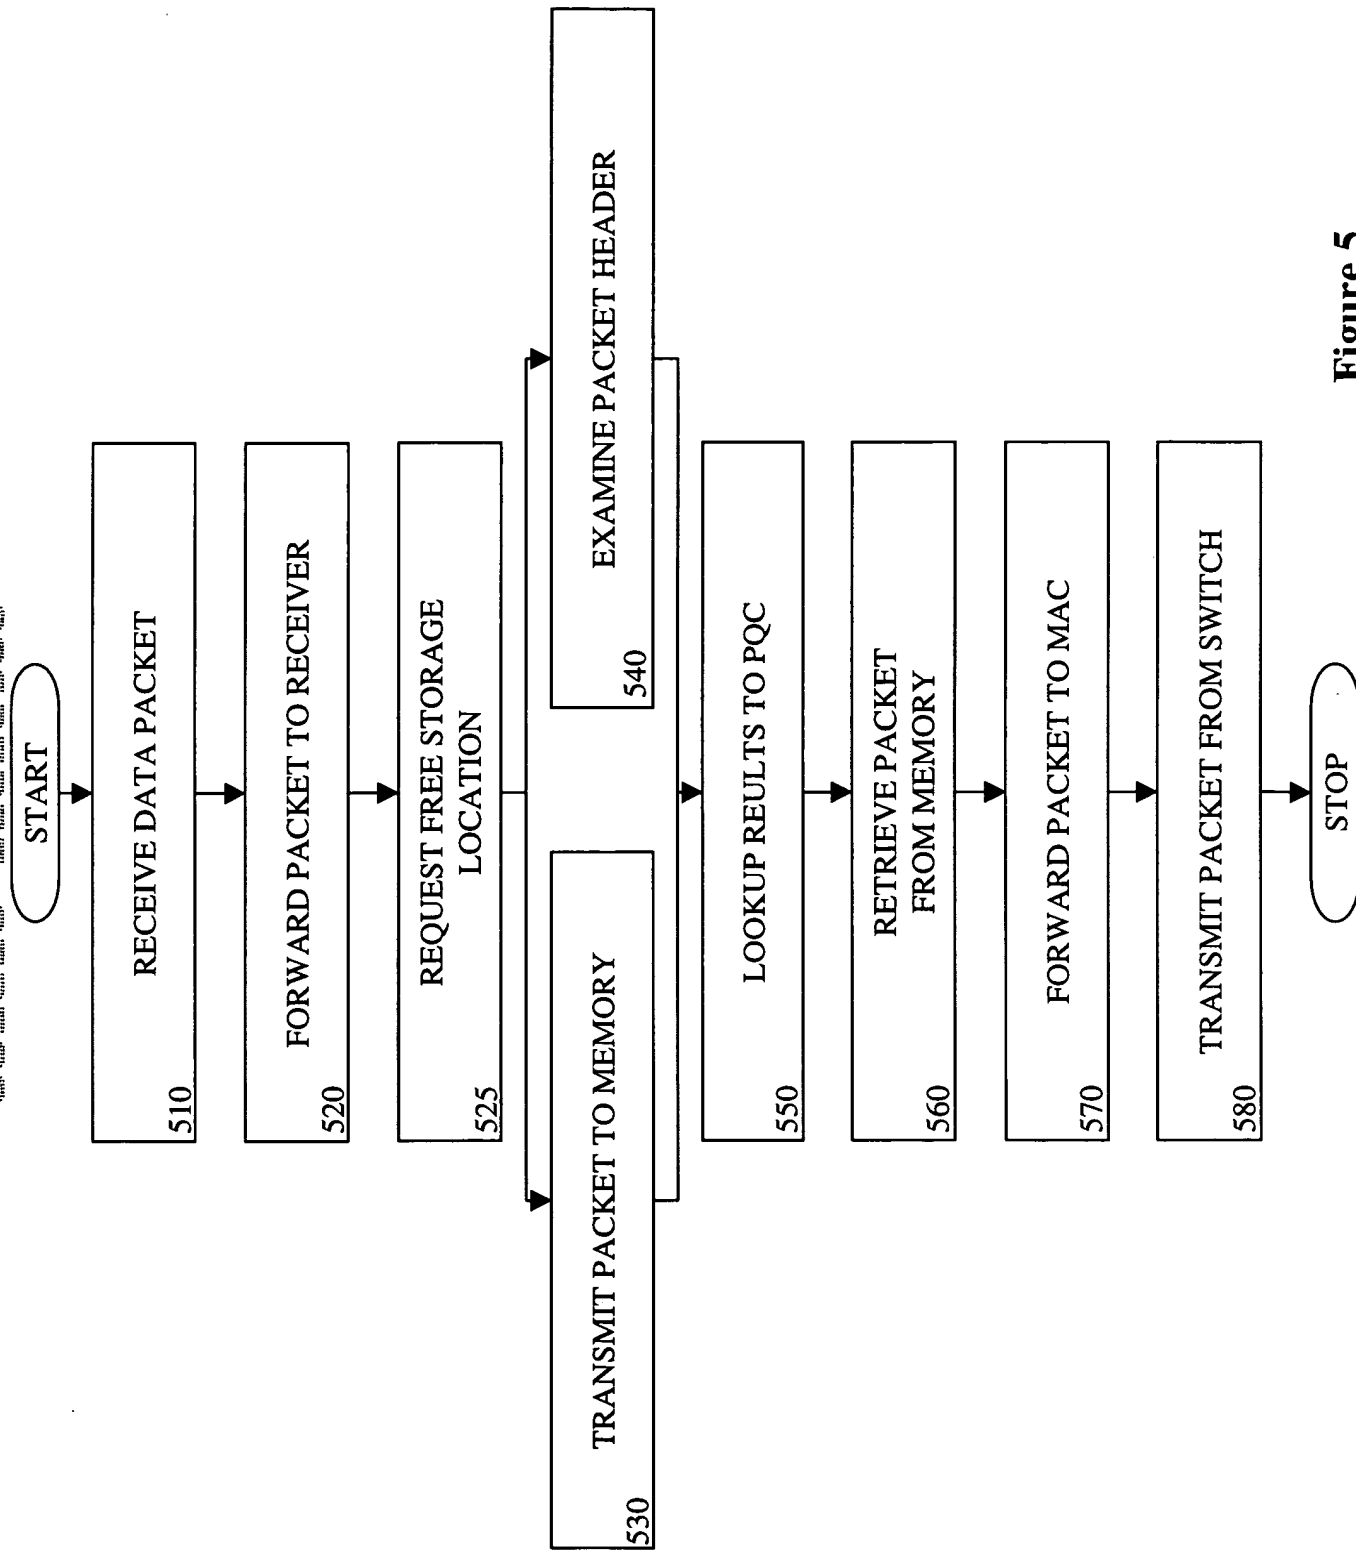 START
RECEIVE DATA PACKET
510
FORWARD PACKET TO RECEIVER
520
REQUEST FREE STORAGE
LOCATION
525
TRANSMIT PACKET TO MEMORY
530
EXAMINE PACKET HEADER
540
LOOKUP REULTS TO PQC
550
RETRIEVE PACKET
FROM MEMORY
560
FORWARD PACKET TO MAC
570
TRANSMIT PACKET FROM SWITCH
580
STOP
Figure 5